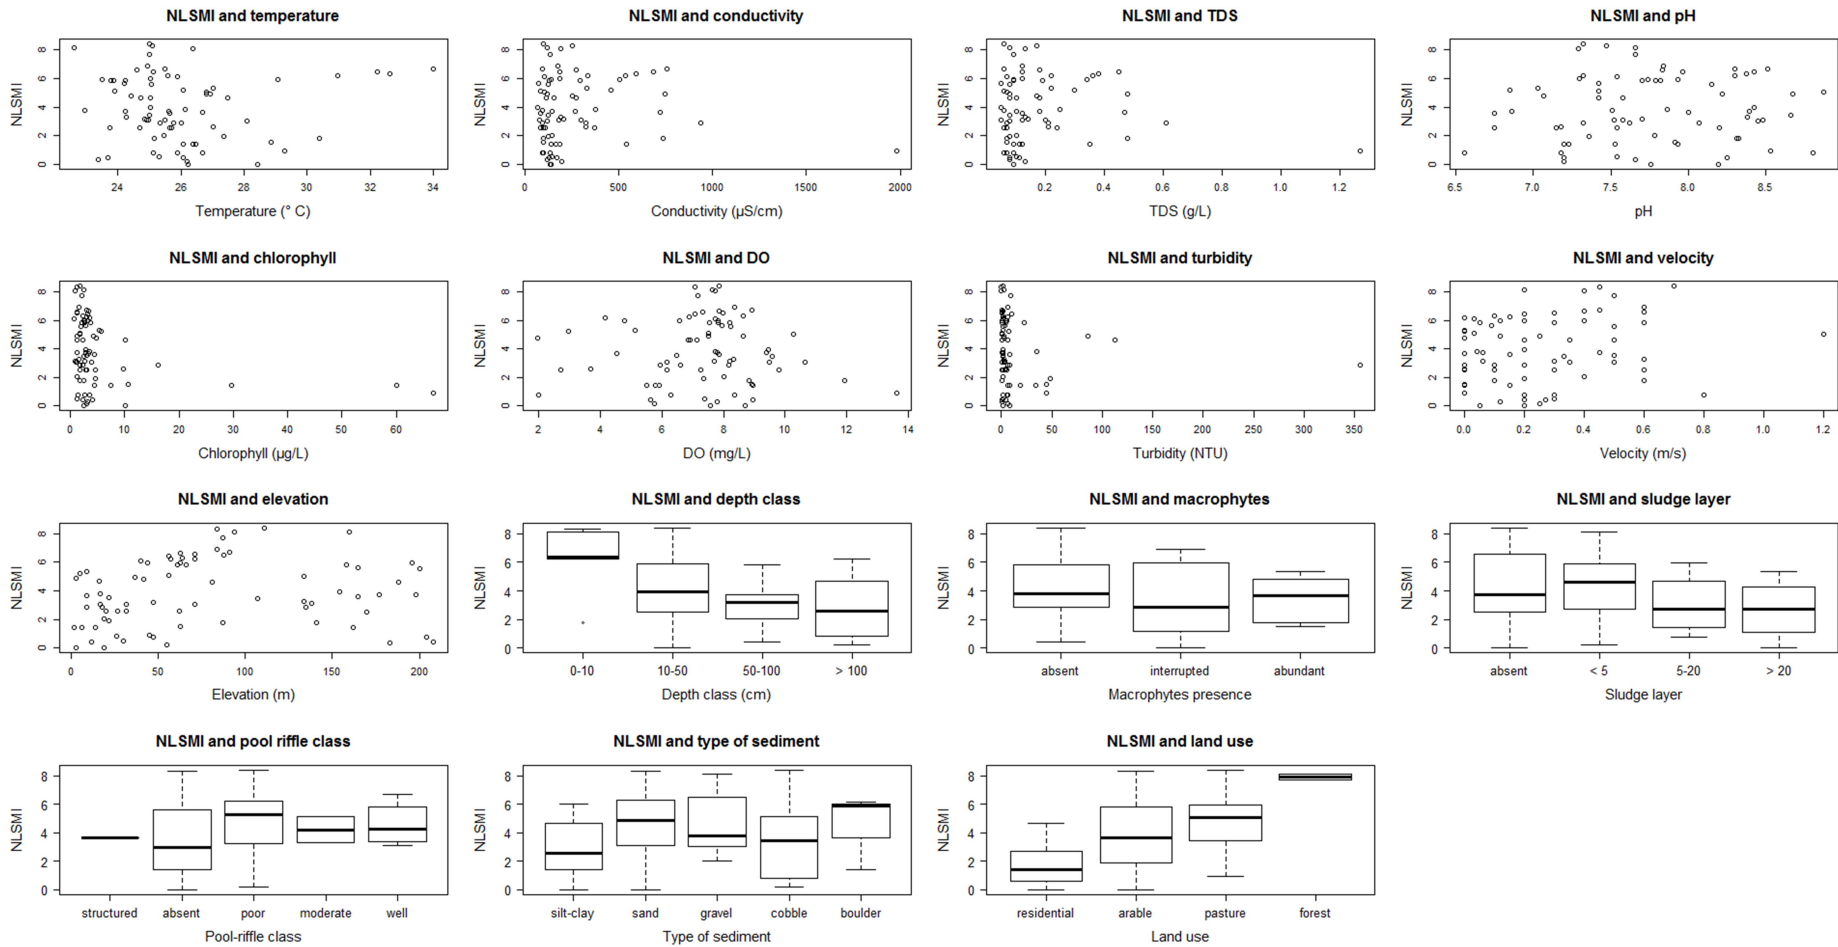 NLSMI and temperature
NLSMI
0 2 4 6 8
24 26 28 30 32 34
Temperature (° C)
NLSMI and conductivity
NLSMI
0 2 4 6 8
0 500 1000 1500 2000
Conductivity (µS/cm)
NLSMI and TDS
NLSMI
0 2 4 6 8
0.2 0.4 0.6 0.8 1.0 1.2
TDS (g/L)
NLSMI and pH
NLSMI
0 2 4 6 8
6.5 7.0 7.5 8.0 8.5
pH
NLSMI and chlorophyll
NLSMI
0 2 4 6 8
0 10 20 30 40 50 60
Chlorophyll (µg/L)
NLSMI and DO
NLSMI
0 2 4 6 8
2 4 6 8 10 12 14
DO (mg/L)
NLSMI and turbidity
NLSMI
0 2 4 6 8
0 50 100 150 200 250 300 350
Turbidity (NTU)
NLSMI and velocity
NLSMI
0 2 4 6 8
0.0 0.2 0.4 0.6 0.8 1.0 1.2
Velocity (m/s)
NLSMI and elevation
NLSMI
0 2 4 6 8
0 50 100 150 200
Elevation (m)
NLSMI and depth class
NLSMI
0 2 4 6 8
0-10 10-50 50-100 > 100
Depth class (cm)
NLSMI and macrophytes
NLSMI
0 2 4 6 8
absent interrupted abundant
Macrophytes presence
NLSMI and sludge layer
NLSMI
0 2 4 6 8
absent < 5 5-20 > 20
Sludge layer
NLSMI and pool riffle class
NLSMI
0 2 4 6 8
structured absent poor moderate well
Pool-riffle class
NLSMI and type of sediment
NLSMI
0 2 4 6 8
silt-clay sand gravel cobble boulder
Type of sediment
NLSMI and land use
NLSMI
0 2 4 6 8
residential arable pasture forest
Land use